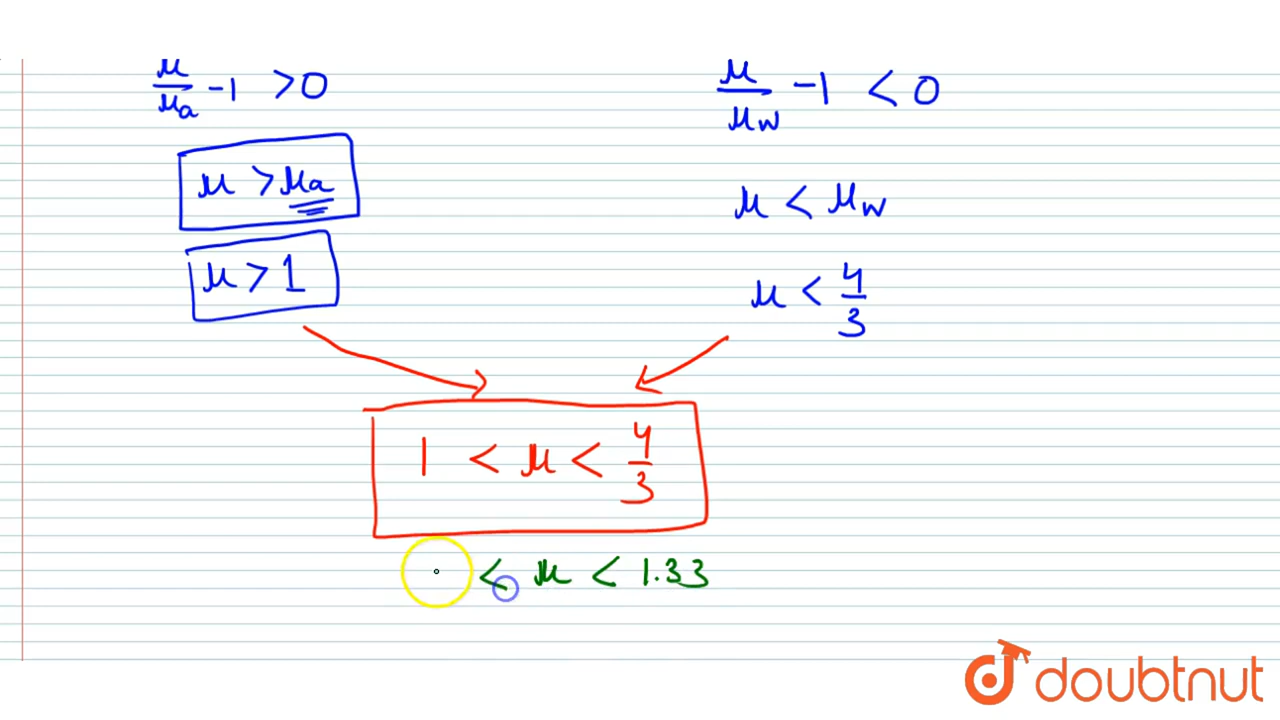 μ/μa - 1 > 0
μ/μw - 1 < 0
μ > μa
μ < μw
μ > 1
μ < 4/3
1 < μ < 4/3
< μ < 1.33
doubtnut